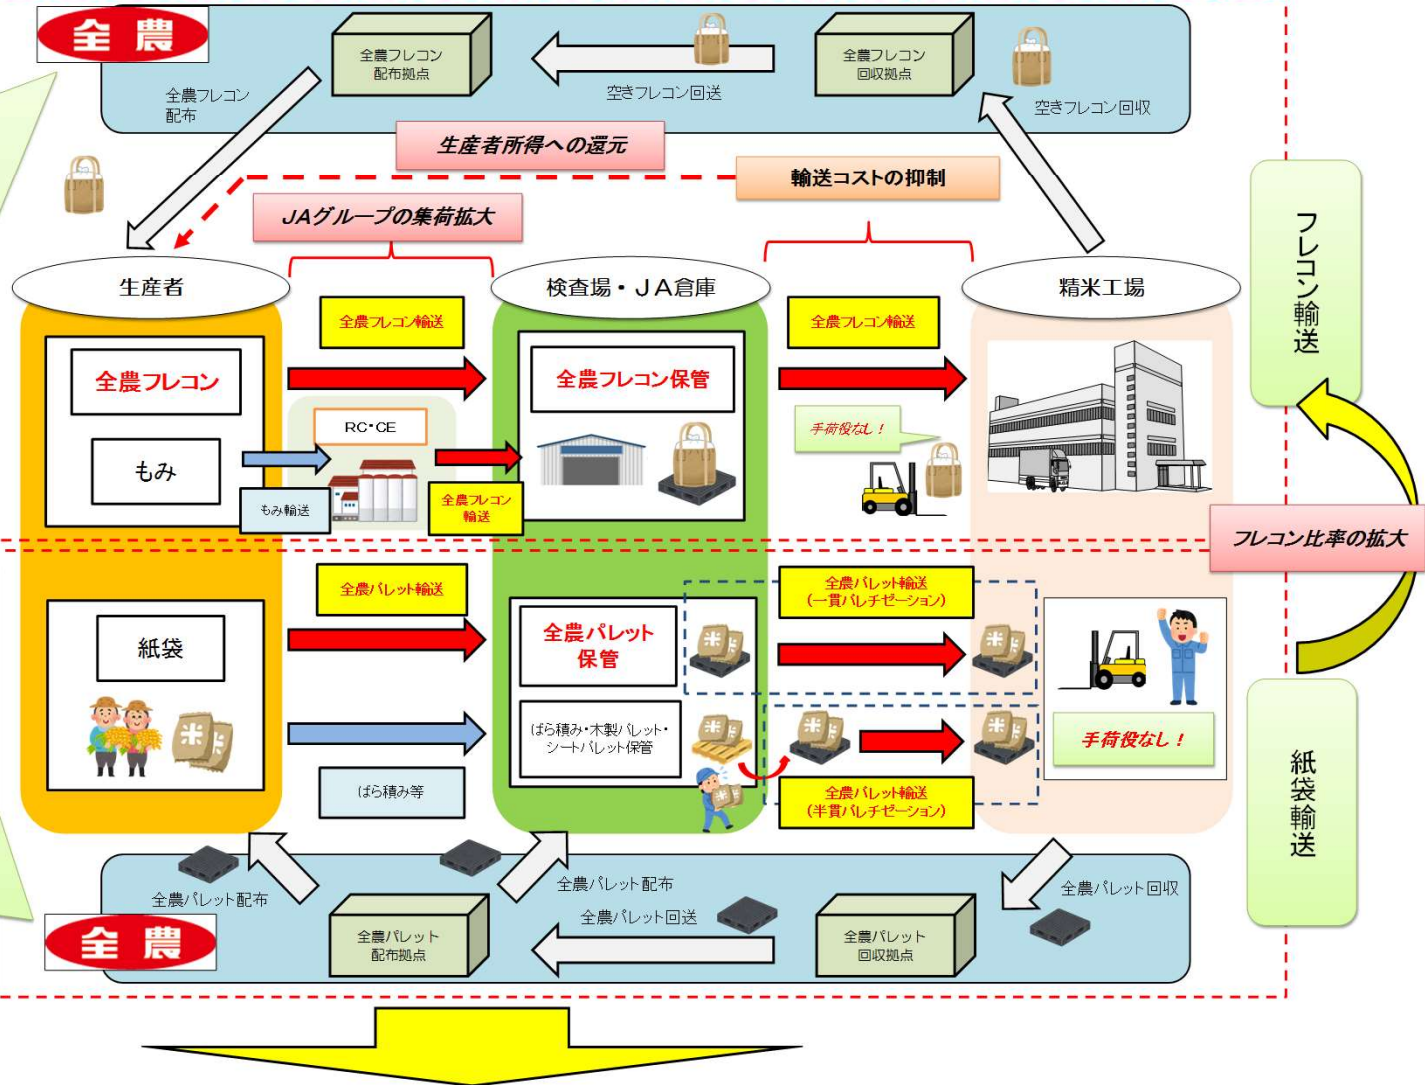 全農
全農フレコン
配布拠点
全農フレコン
回収拠点
全農フレコン
配布
空きフレコン回送
空きフレコン回収
生産者所得への還元
輸送コストの抑制
JAグループの集荷拡大
生産者
検査場・JA倉庫
精米工場
フレコン輸送
全農フレコン輸送
全農フレコン輸送
全農フレコン
全農フレコン保管
もみ
RC・CE
手荷役なし！
もみ輸送
全農フレコン
輸送
フレコン比率の拡大
全農パレット輸送
全農パレット輸送
(一貫パレチゼーション)
紙袋
全農パレット
保管
米
米
米
米
ばら積み・木製パレット・
シートパレット保管
米
米
米
手荷役なし！
ばら積み等
全農パレット輸送
(半貫パレチゼーション)
紙袋輸送
全農パレット配布
全農パレット配布
全農パレット回収
全農パレット回送
全農
全農パレット
配布拠点
全農パレット
回収拠点